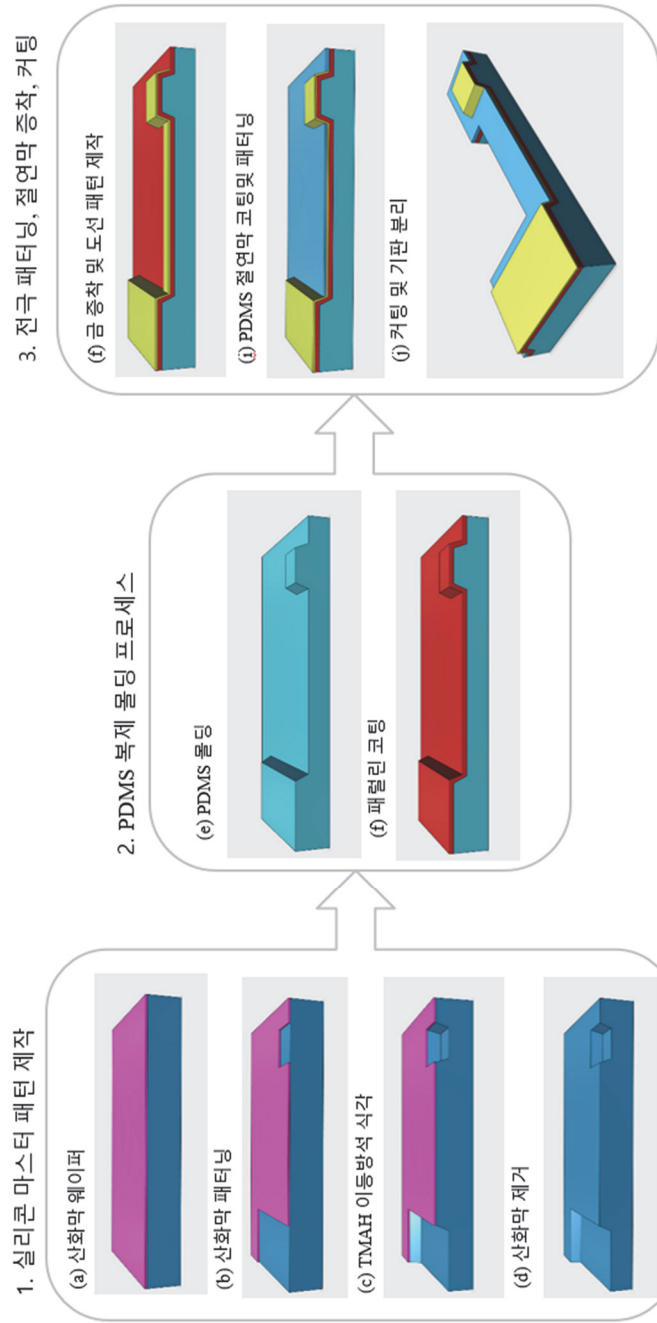 1. 실리콘 마스터 패턴 제작
(a) 산화막 웨이퍼
(b) 산화막 패터닝
(c) TMAH 이등방석 식각
(d) 산화막 제거
2. PDMS 복제 몰딩 프로세스
(e) PDMS 몰딩
(f) 패럴린 코팅
3. 전극 패터닝, 절연막 증착, 커팅
(f) 금 증착 및 도선 패턴 제작
(i) PDMS 절연막 코팅및 패터닝
(j) 커팅 및 기판 분리